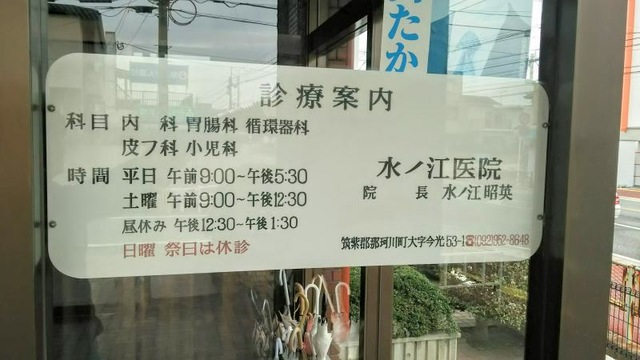 たか
診療案内
科目 内 科 胃腸科 循環器科
皮フ科 小児科
時間 平日 午前9:00~午後5:30
土曜 午前9:00~午後12:30
昼休み 午後12:30~午後1:30
日曜 祭日は休診
水ノ江医院
院 長 水ノ江昭英
筑紫郡那珂川町大字今光53-1☎(092)952-8648